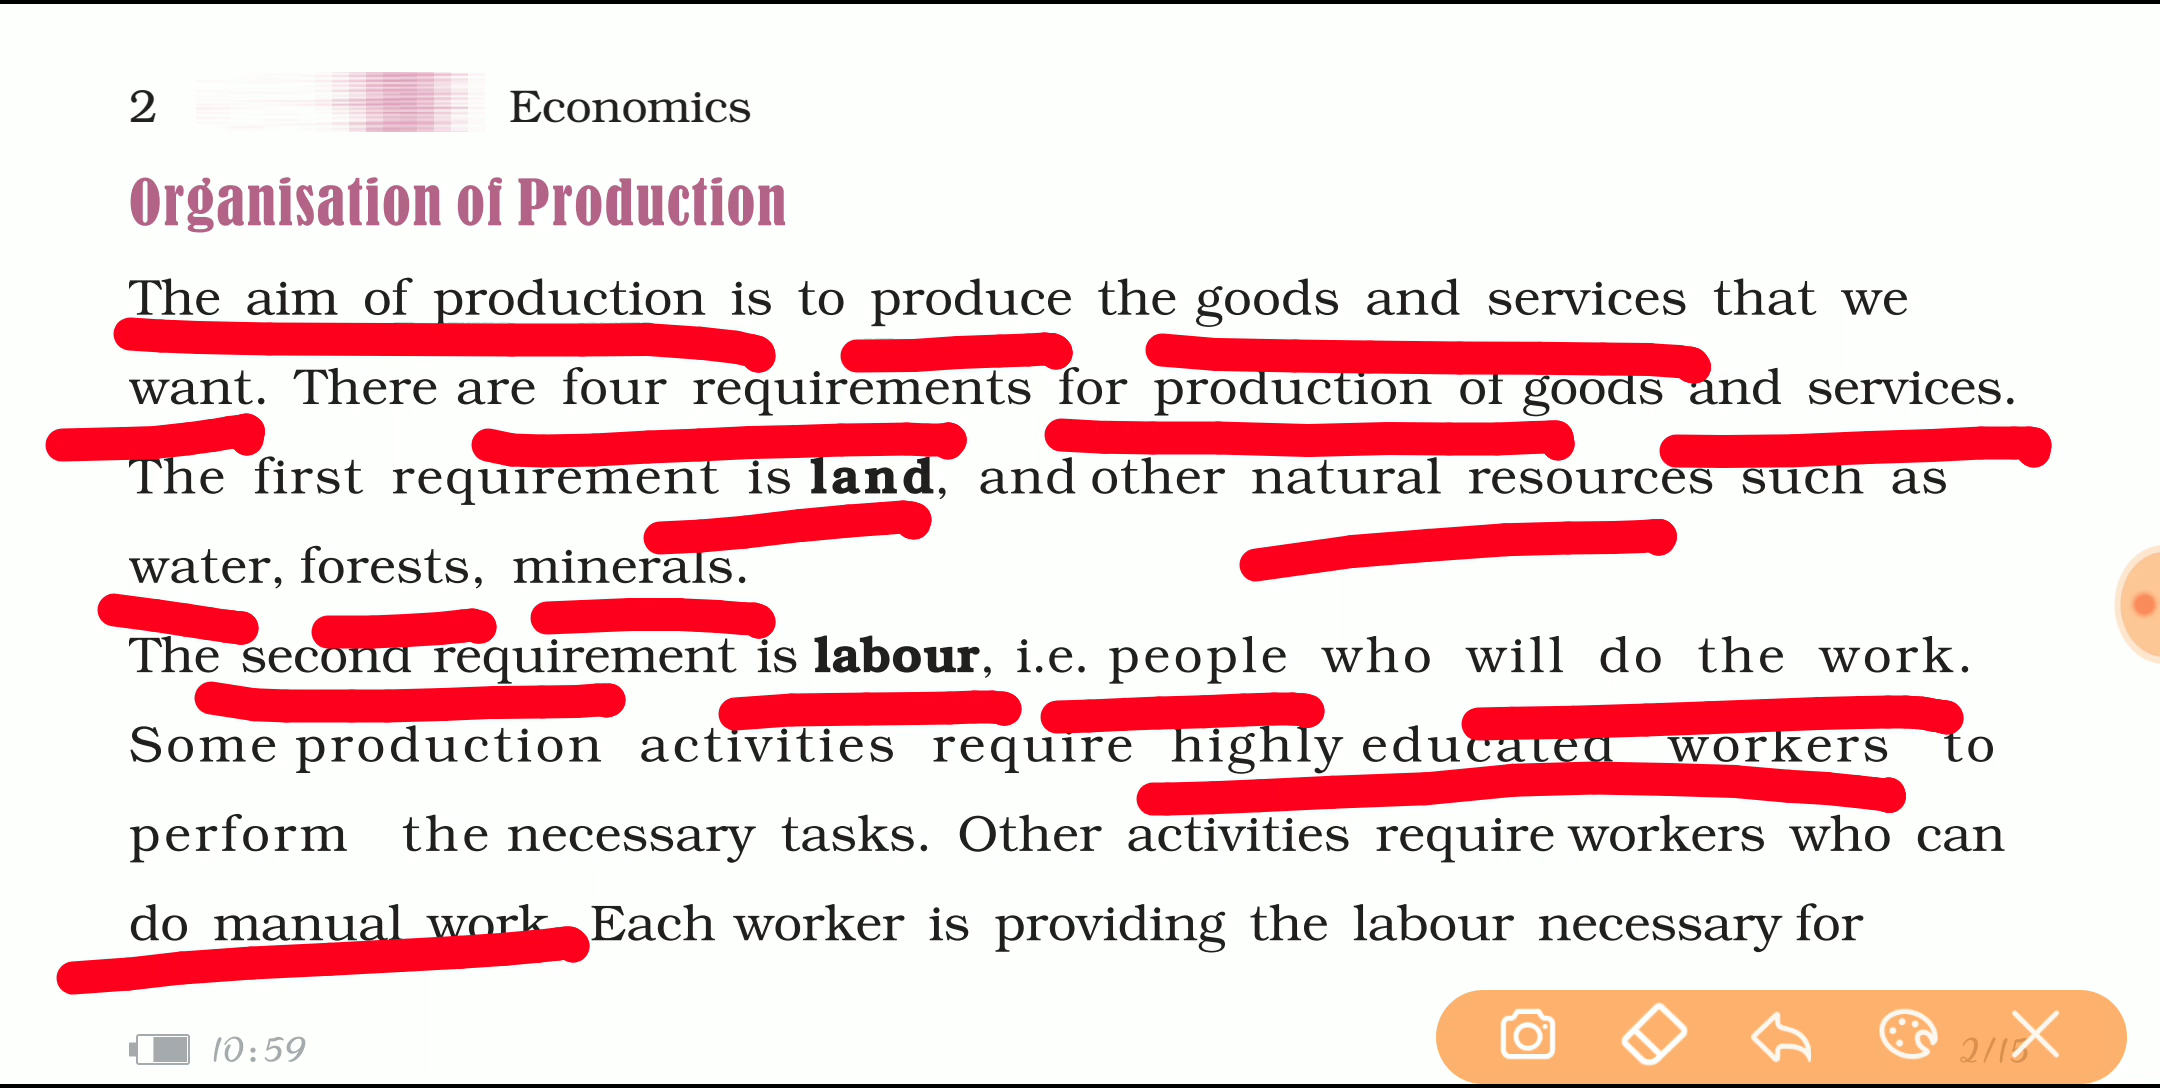 2 Economics
Organisation of Production
The aim of production is to produce the goods and services that we
want. There are four requirements for production of goods and services.
The first requirement is land, and other natural resources such as
water, forests, minerals.
The second requirement is labour, i.e. people who will do the work.
Some production activities require highly educated workers to
perform the necessary tasks. Other activities require workers who can
do manual work. Each worker is providing the labour necessary for
10:59
2/15